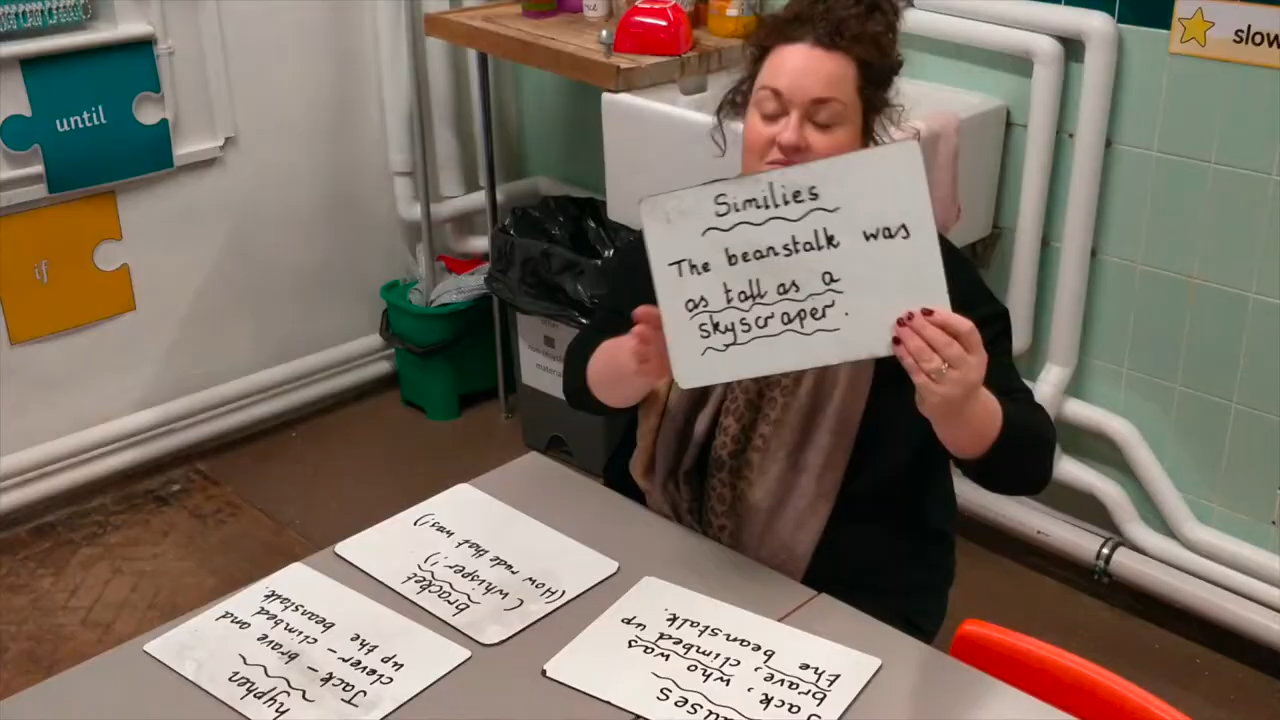 until
if
slow
Similies
The beanstalk was
as tall as a
skyscraper.
bracket
(whisper!)
(How rude that was!)
hyphen
Jack - brave and
clever - climbed
up the beanstalk.
auses
Jack, who was
brave, climbed up
the beanstalk.